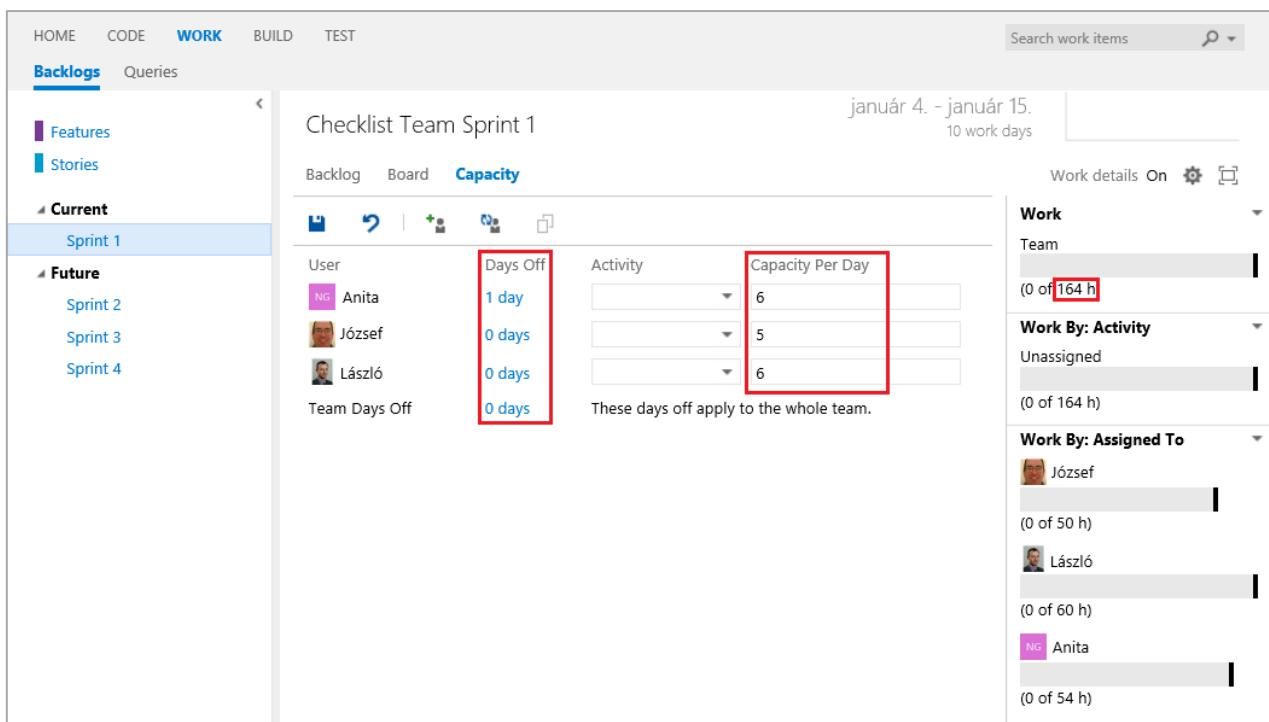 HOME CODE WORK BUILD TEST
Search work items
Backlogs Queries
Features
Stories
Current
Sprint 1
Future
Sprint 2
Sprint 3
Sprint 4
Checklist Team Sprint 1
január 4. - január 15.
10 work days
Backlog Board Capacity
Work details On
User Days Off Activity Capacity Per Day
NG Anita 1 day 6
József 0 days 5
László 0 days 6
Team Days Off 0 days These days off apply to the whole team.
Work
Team
(0 of 164 h)
Work By: Activity
Unassigned
(0 of 164 h)
Work By: Assigned To
József
(0 of 50 h)
László
(0 of 60 h)
NG Anita
(0 of 54 h)